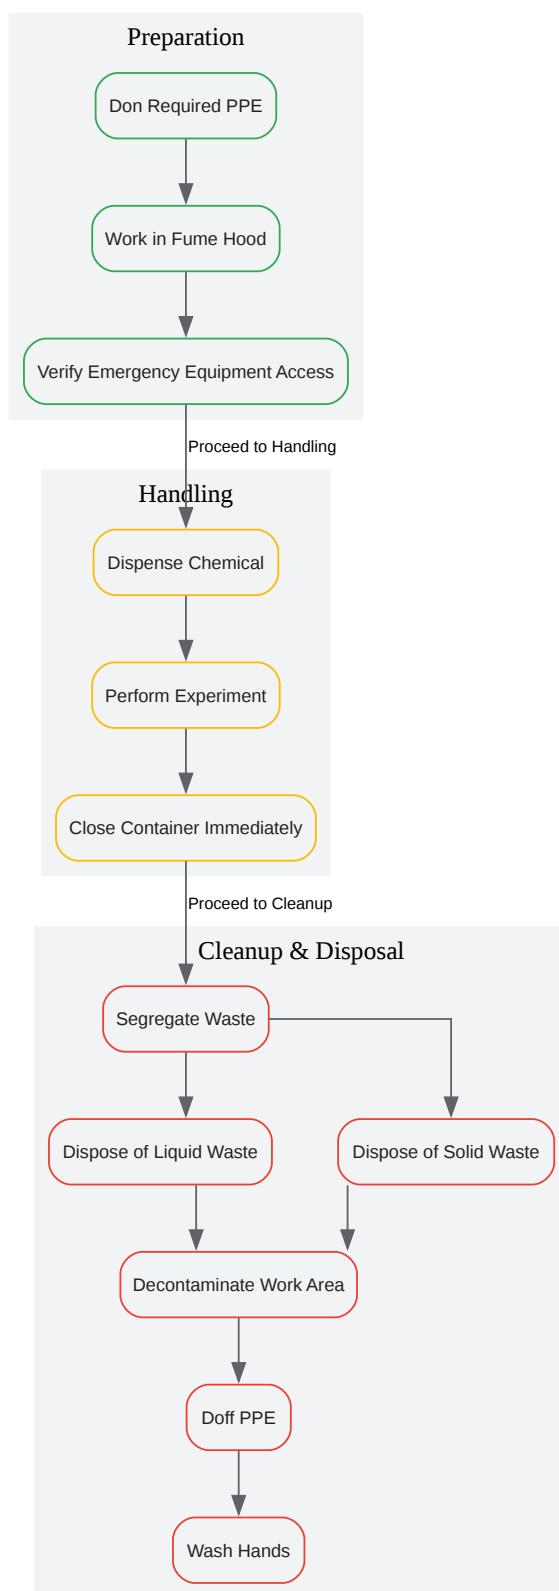 Preparation
Don Required PPE
Work in Fume Hood
Verify Emergency Equipment Access
Proceed to Handling
Handling
Dispense Chemical
Perform Experiment
Close Container Immediately
Proceed to Cleanup
Cleanup & Disposal
Segregate Waste
Dispose of Liquid Waste
Dispose of Solid Waste
Decontaminate Work Area
Doff PPE
Wash Hands